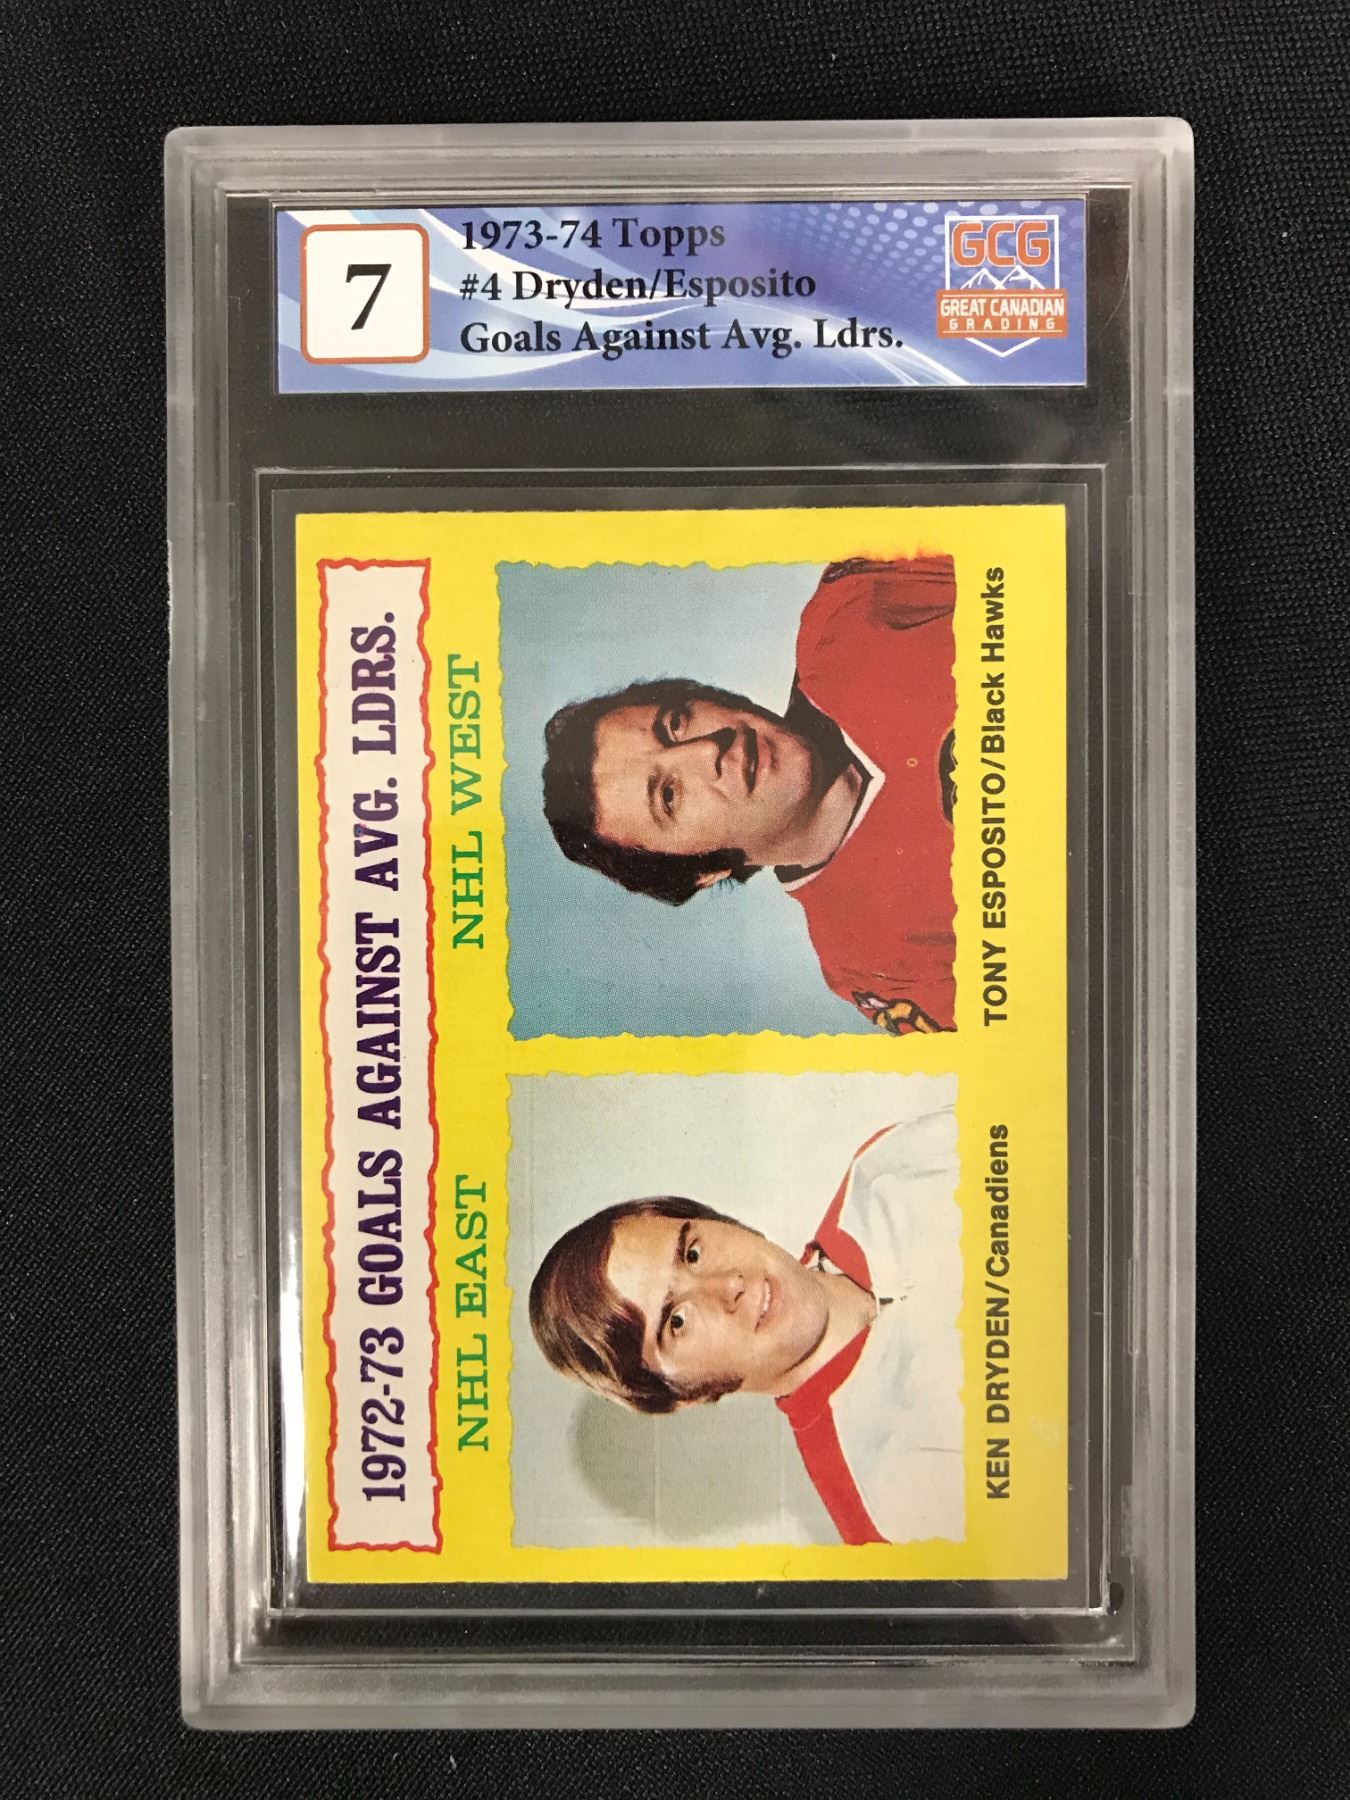 7
1973-74 Topps
#4 Dryden/Esposito
Goals Against Avg. Ldrs.
GCG
GREAT CANADIAN
GRADING
1972-73 GOALS AGAINST AVG. LDRS.
NHL EAST
NHL WEST
KEN DRYDEN/Canadiens
TONY ESPOSITO/Black Hawks